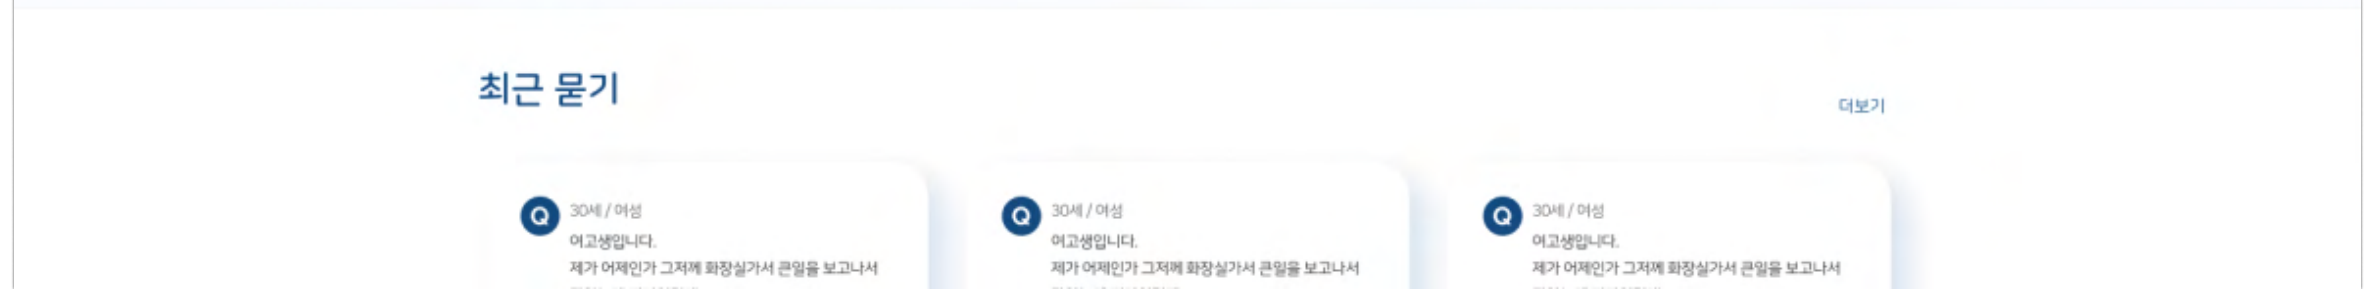 최근 묻기
더보기
Q 30세 / 여성
여고생입니다.
제가 어제인가 그저께 화장실가서 큰일을 보고나서
Q 30세 / 여성
여고생입니다.
제가 어제인가 그저께 화장실가서 큰일을 보고나서
Q 30세 / 여성
여고생입니다.
제가 어제인가 그저께 화장실가서 큰일을 보고나서